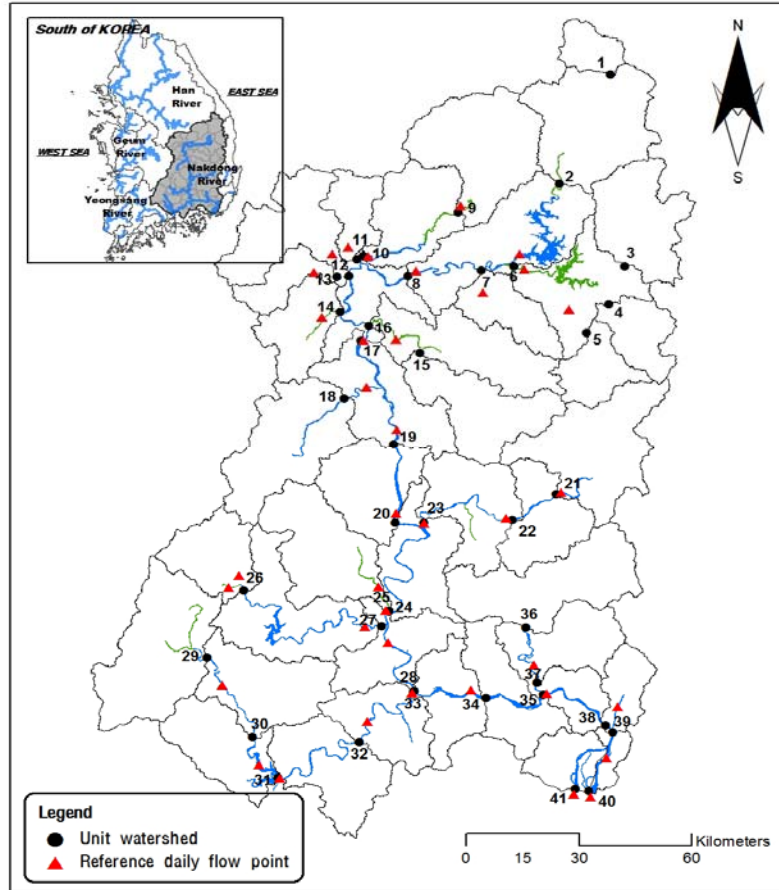 South of KOREA
N
EAST SEA
Han
River
WEST SEA
Geum
River
Nakdong
River
Yeongsang
River
S
1
2
3
4
5
6
7
8
9
10
11
12
13
14
15
16
17
18
19
20
21
22
23
24
25
26
27
28
29
30
31
32
33
34
35
36
37
38
39
40
41
Legend
Unit watershed
Reference daily flow point
Kilometers
0 15 30 60